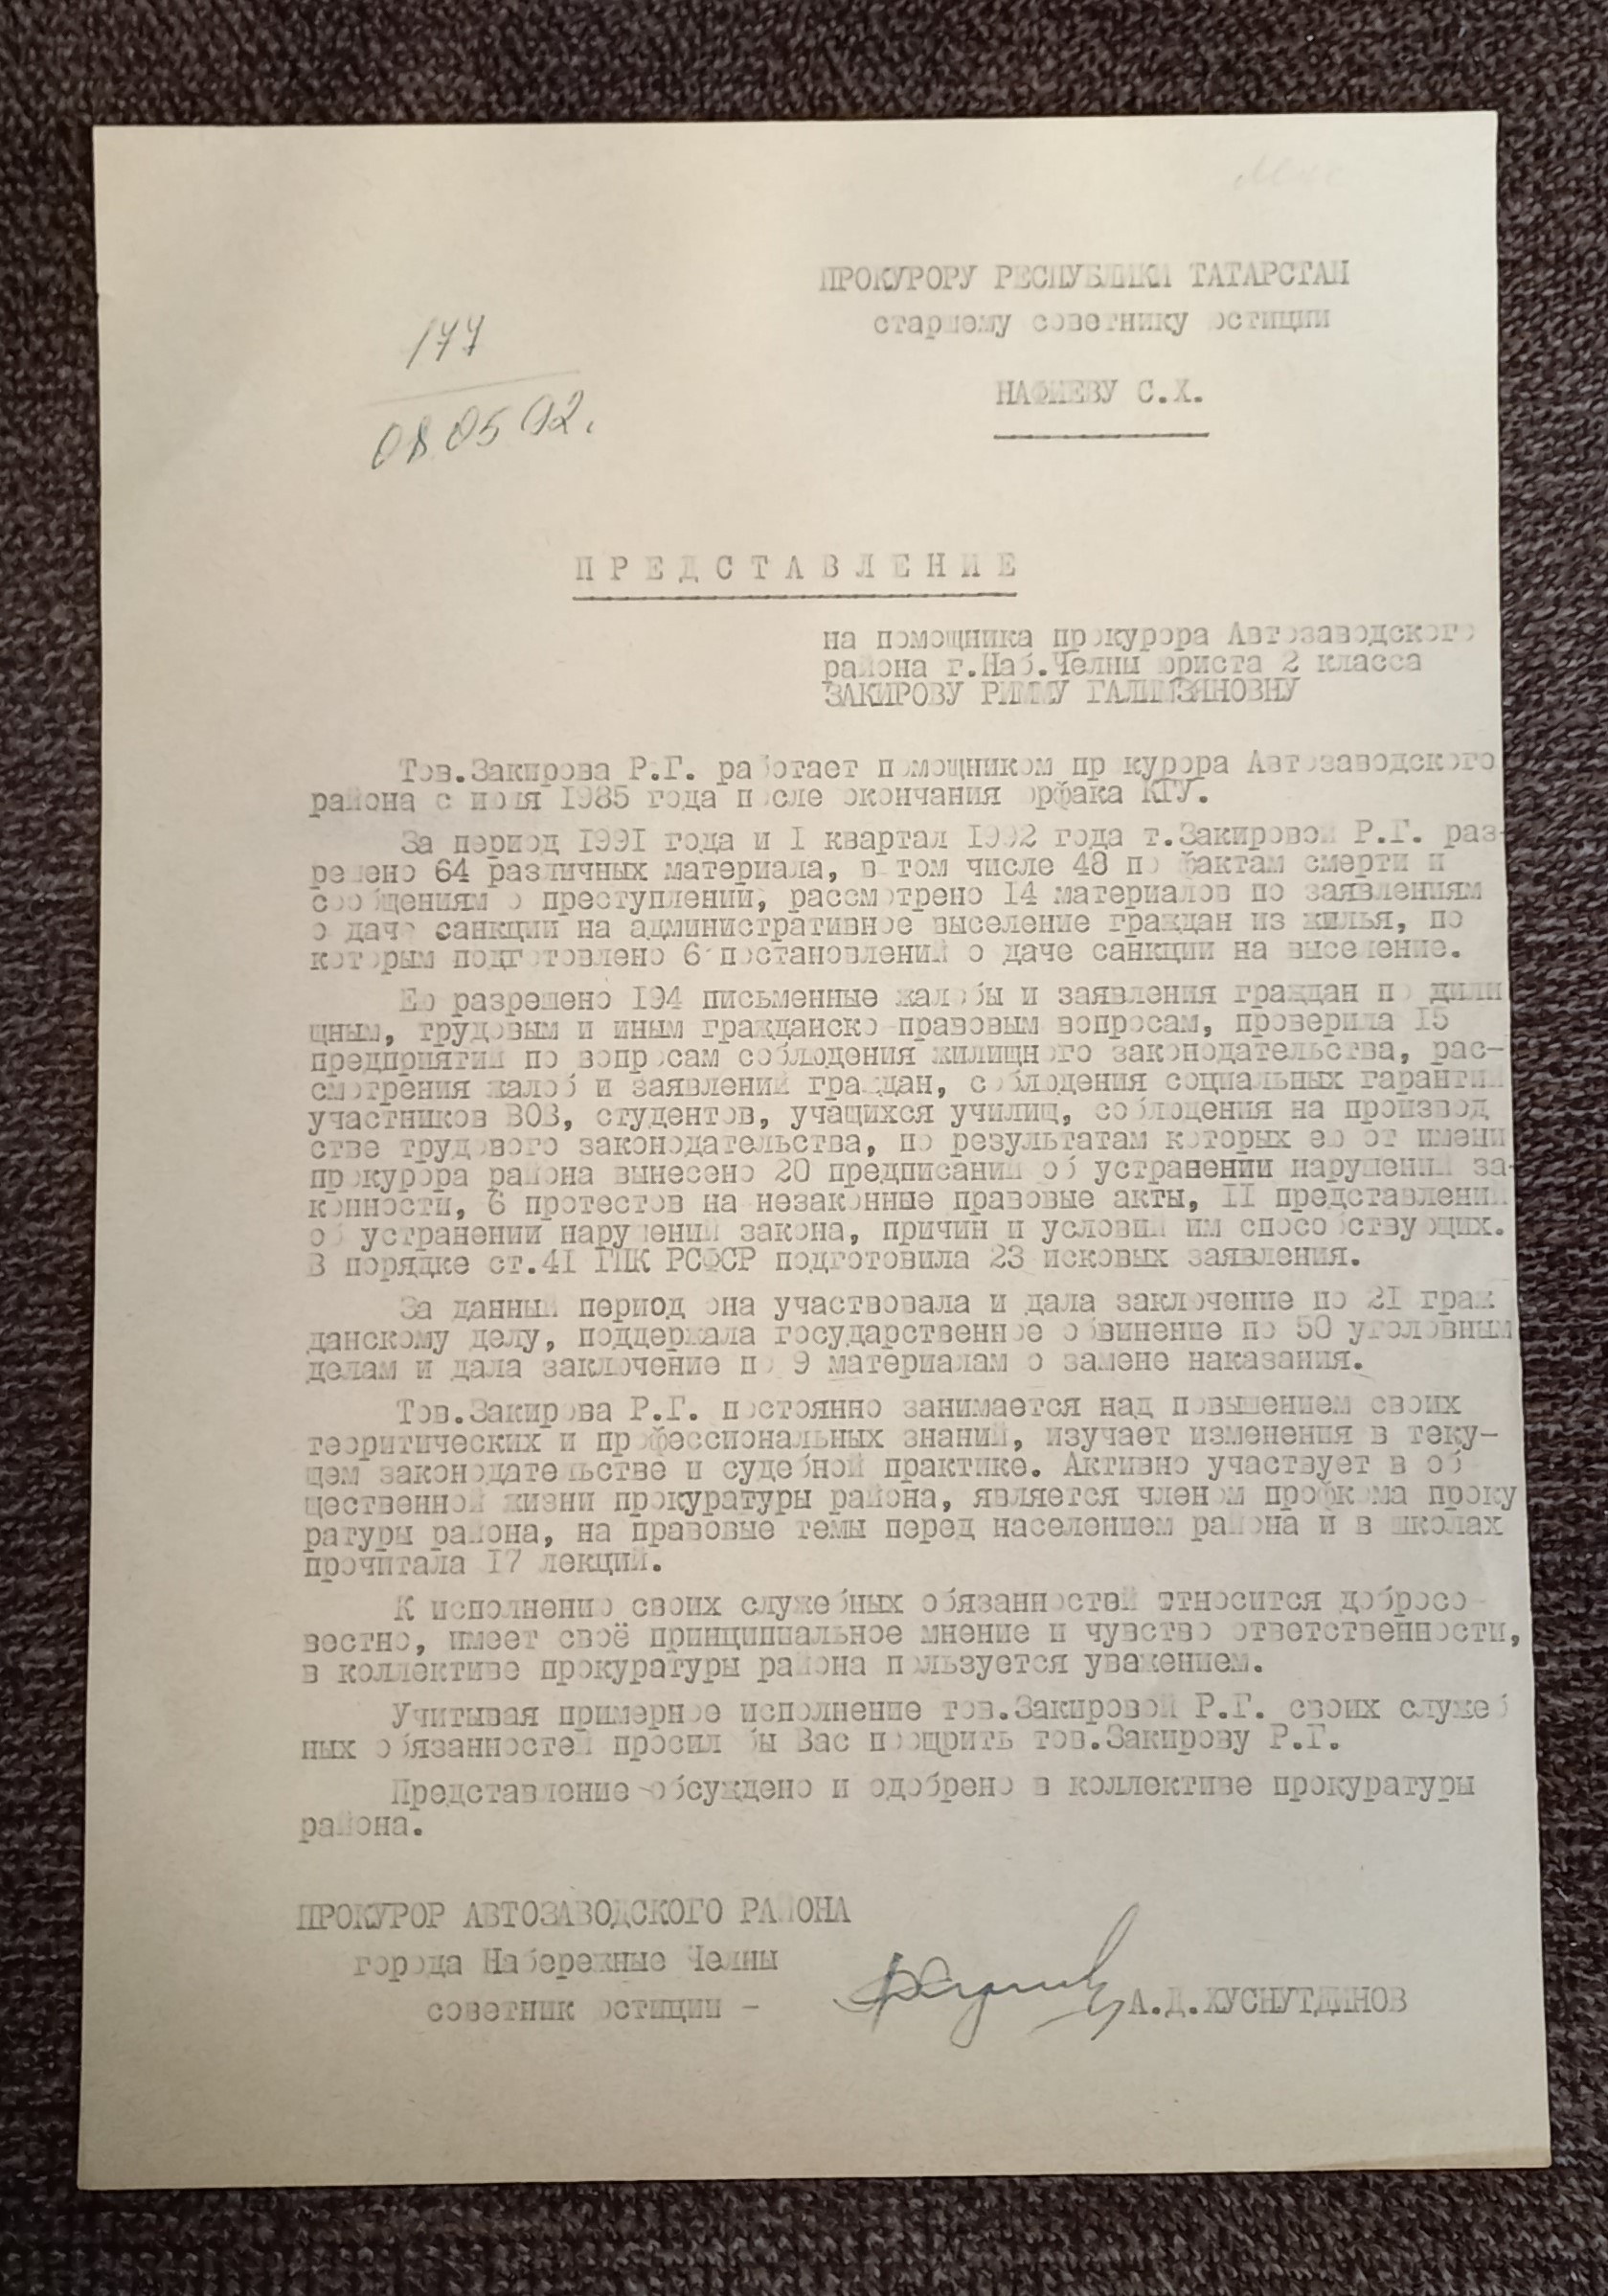 ПРОКУРОРУ РЕСПУБЛИКИ ТАТАРСТАН
старшему советнику юстиции
НАФИЕВУ С.Х.
177
08 05 92.
ПРЕДСТАВЛЕНИЕ
на помощника прокурора Автозаводского
района г.Наб.Челны юриста 2 класса
ЗАКИРОВУ РИММУ ГАЛИМЗЯНОВНУ
Тов.Закирова Р.Г. работает помощником прокурора Автозаводского
района с июля 1985 года после окончания юрфака КГУ.
За период 1991 года и I квартал 1992 года т.Закировой Р.Г. раз-
решено 64 различных материала, в том числе 48 по фактам смерти и
сообщениям о преступлений, рассмотрено 14 материалов по заявлениям
о даче санкции на административное выселение граждан из жилья, по
которым подготовлено 6 постановлений о даче санкции на выселение.
Ею разрешено 194 письменные жалобы и заявления граждан по жили
щным, трудовым и иным гражданско-правовым вопросам, проверила 15
предприятий по вопросам соблюдения жилищного законодательства, рас-
смотрения жалоб и заявлений граждан, соблюдения социальных гарантий
участников ВОВ, студентов, учащихся училищ, соблюдения на производ
стве трудового законодательства, по результатам которых ею от имени
прокурора района вынесено 20 предписаний об устранении нарушений за-
конности, 6 протестов на незаконные правовые акты, II представлений
об устранении нарушений закона, причин и условий им способствующих.
В порядке ст.4I ГПК РСФСР подготовила 23 исковых заявления.
За данный период она участвовала и дала заключение по 2I граж
данскому делу, поддержала государственное обвинение по 50 уголовным
делам и дала заключение по 9 материалам о замене наказания.
Тов.Закирова Р.Г. постоянно занимается над повышением своих
теоритических и профессиональных знаний, изучает изменения в теку-
щем законодательстве и судебной практике. Активно участвует в об
щественной жизни прокуратуры района, является членом профкома проку
ратуры района, на правовые темы перед населением района и в школах
прочитала 17 лекций.
К исполнению своих служебных обязанностей относится добросо-
вестно, имеет своё принципиальное мнение и чувство ответственности,
в коллективе прокуратуры района пользуется уважением.
Учитывая примерное исполнение тов.Закировой Р.Г. своих служеб
ных обязанностей просил бы Вас поощрить тов.Закирову Р.Г.
Представление обсуждено и одобрено в коллективе прокуратуры
района.
ПРОКУРОР АВТОЗАВОДСКОГО РАЙОНА
города Набережные Челны
советник юстиции - А.Д.ХУСНУТДИНОВ